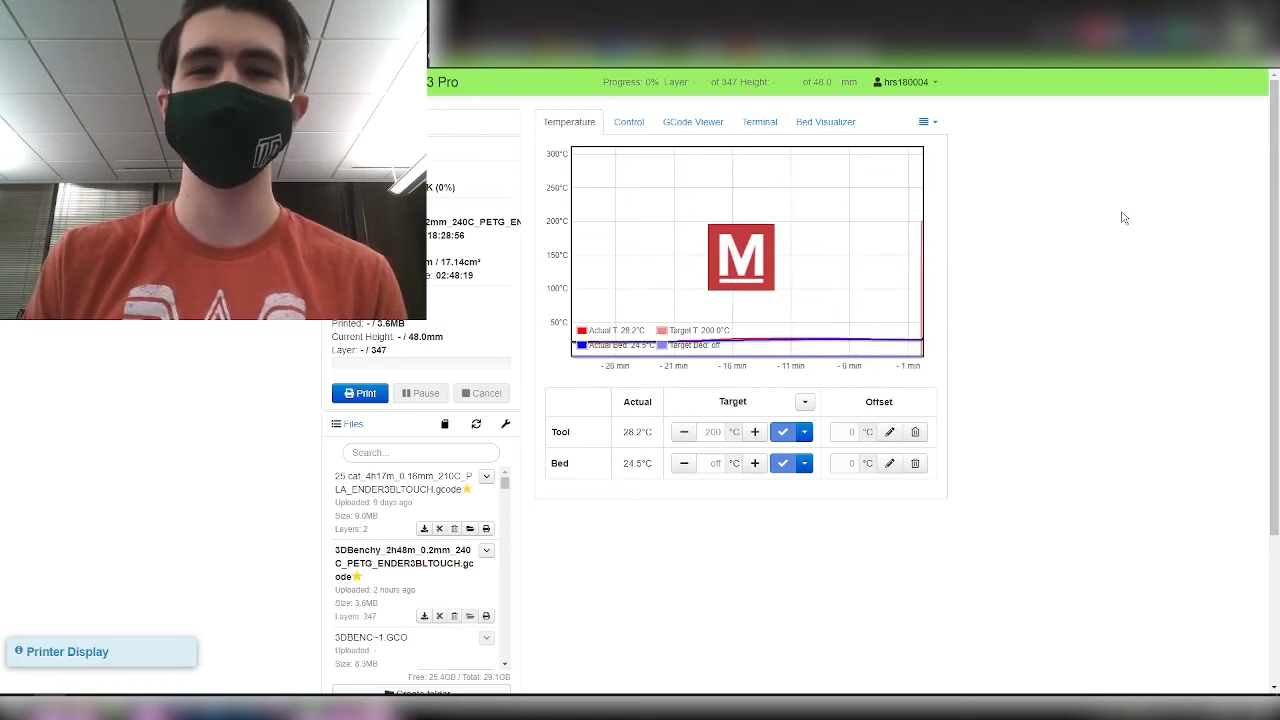 3 Pro
Progress: 0% Layer: - of 347 Height: - of 48.0 mm
hrs180004
Temperature
Control
GCode Viewer
Terminal
Bed Visualizer
K (0%)
2mm_240C_PETG_EN
18:28:56
m / 17.14cm³
e: 02:48:19
Printed: - / 3.6MB
Current Height: - / 48.0mm
Layer: - / 347
Print
Pause
Cancel
Files
Search...
25.cat_4h17m_0.16mm_210C_P
LA_ENDER3BLTOUCH.gcode
Uploaded: 9 days ago
Size: 9.0MB
Layers: 2
3DBenchy_2h48m_0.2mm_240
C_PETG_ENDER3BLTOUCH.gc
ode
Uploaded: 2 hours ago
Size: 3.6MB
Layers: 347
3DBENC~1.GCO
Uploaded: -
Size: 8.3MB
Free: 25.4GB / Total: 29.1GB
Create folder...
300°C
250°C
200°C
150°C
100°C
50°C
M
Actual T: 28.2°C Target T: 200.0°C
Actual Bed: 24.5°C Target Bed: off
- 26 min
- 21 min
- 16 min
- 11 min
- 6 min
- 1 min
Actual Target Offset
Tool 28.2°C 200 °C 0 °C
Bed 24.5°C off °C 0 °C
Printer Display